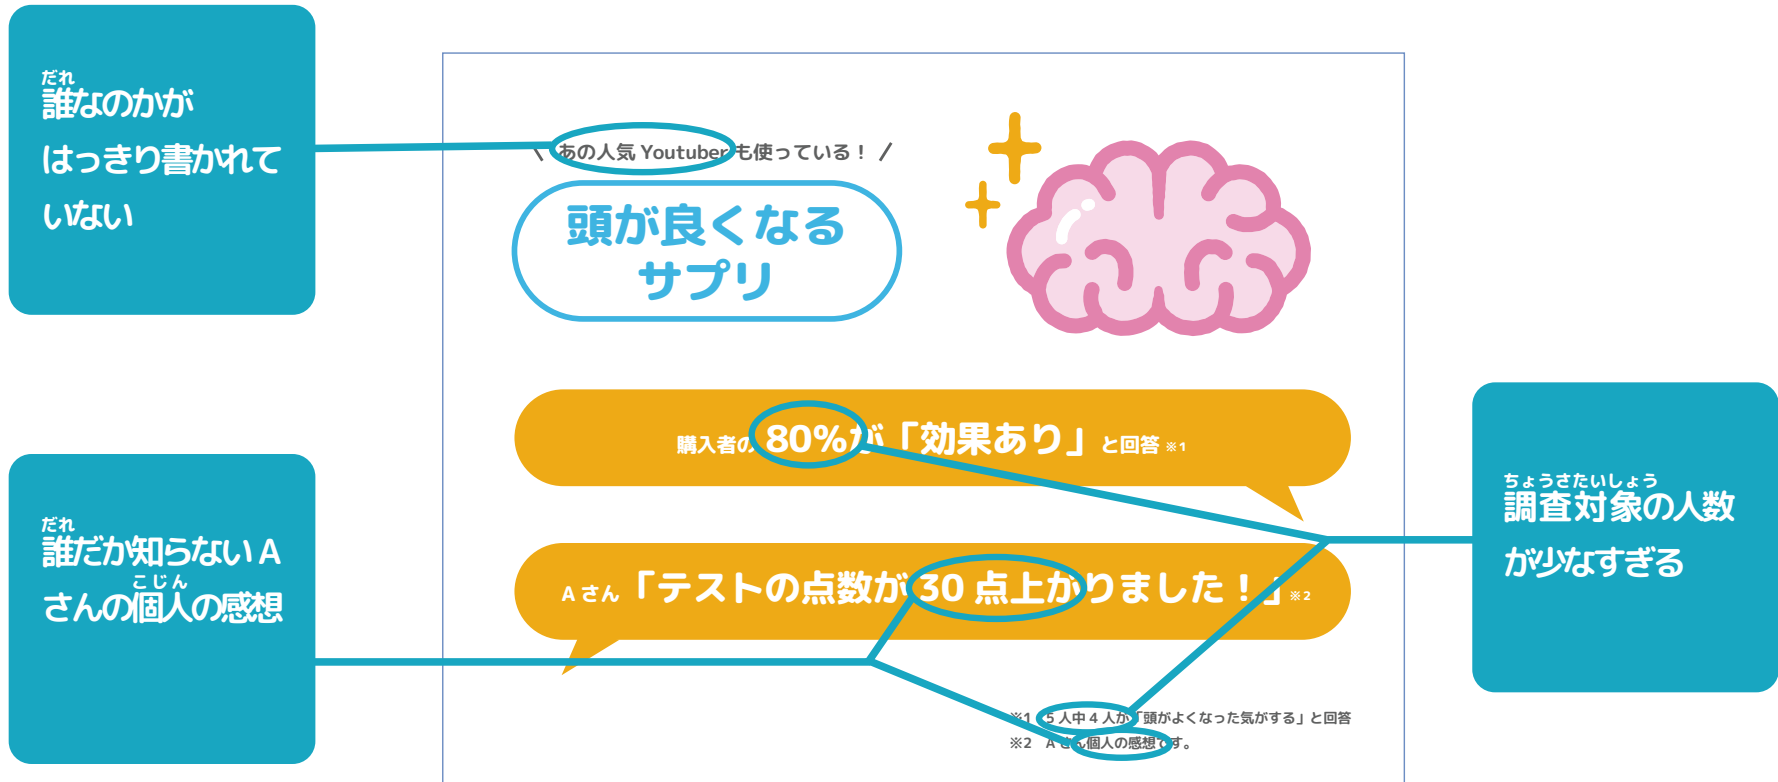 だれ
誰なのかが
はっきり書かれて
いない
\ あの人気 Youtuber も使っている！ /
頭が良くなる
サプリ
購入者の 80%が「効果あり」と回答 ※1
だれ
誰だか知らない A
こじん
さんの個人の感想
A さん「テストの点数が 30 点上がりました！」※2
ちょうさたいしょう
調査対象の人数
が少なすぎる
※1 5 人中 4 人が「頭がよくなった気がする」と回答
※2 A さん個人の感想です。